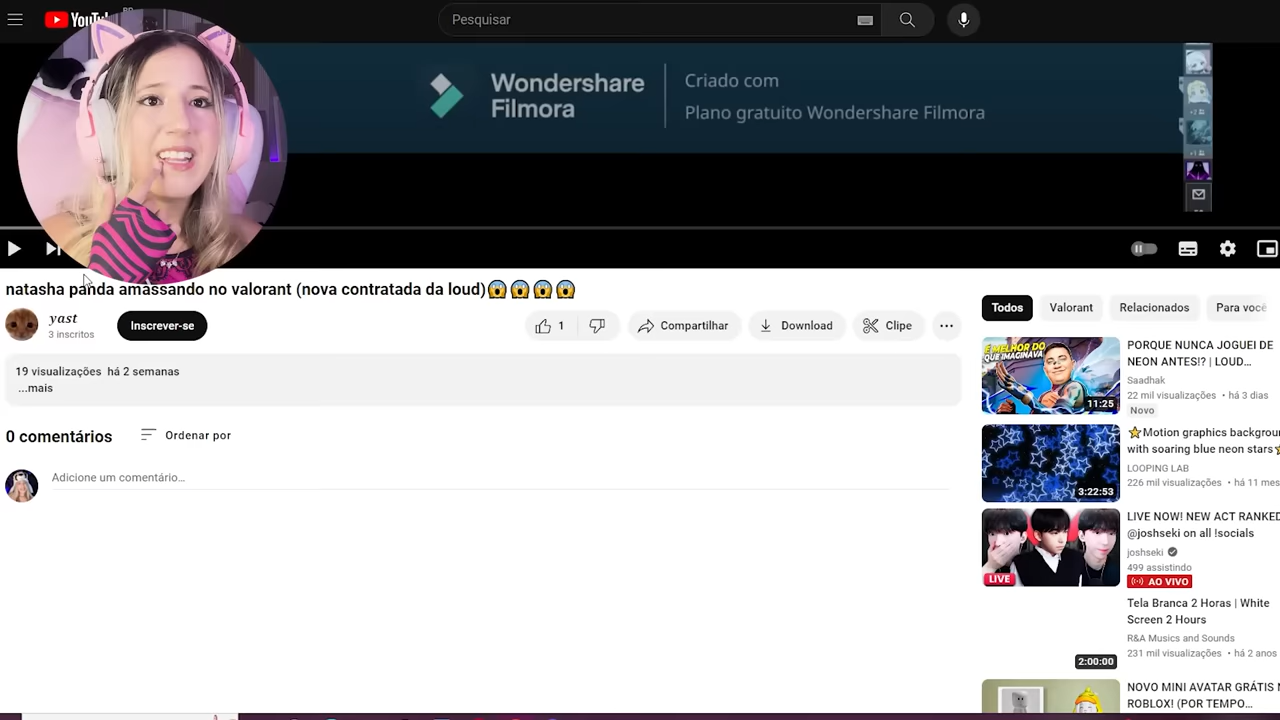 Pesquisar
Wondershare
Filmora
Criado com
Plano gratuito Wondershare Filmora
natasha panda amassando no valorant (nova contratada da loud)😱😱😱😱
yast
3 inscritos
Inscrever-se
1
Compartilhar
Download
Clipe
19 visualizações há 2 semanas
...mais
0 comentários
Ordenar por
Adicione um comentário...
Todos
Valorant
Relacionados
Para você
É MELHOR DO
QUE IMAGINAVA
11:25
PORQUE NUNCA JOGUEI DE
NEON ANTES!? | LOUD...
Saadhak
22 mil visualizações • há 3 dias
Novo
3:22:53
⭐Motion graphics backgroun
with soaring blue neon stars⭐
LOOPING LAB
226 mil visualizações • há 11 mes
LIVE
LIVE NOW! NEW ACT RANKED
@joshseki on all !socials
joshseki
499 assistindo
AO VIVO
2:00:00
Tela Branca 2 Horas | White
Screen 2 Hours
R&A Musics and Sounds
231 mil visualizações • há 2 anos
NOVO MINI AVATAR GRÁTIS N
ROBLOX! (POR TEMPO...